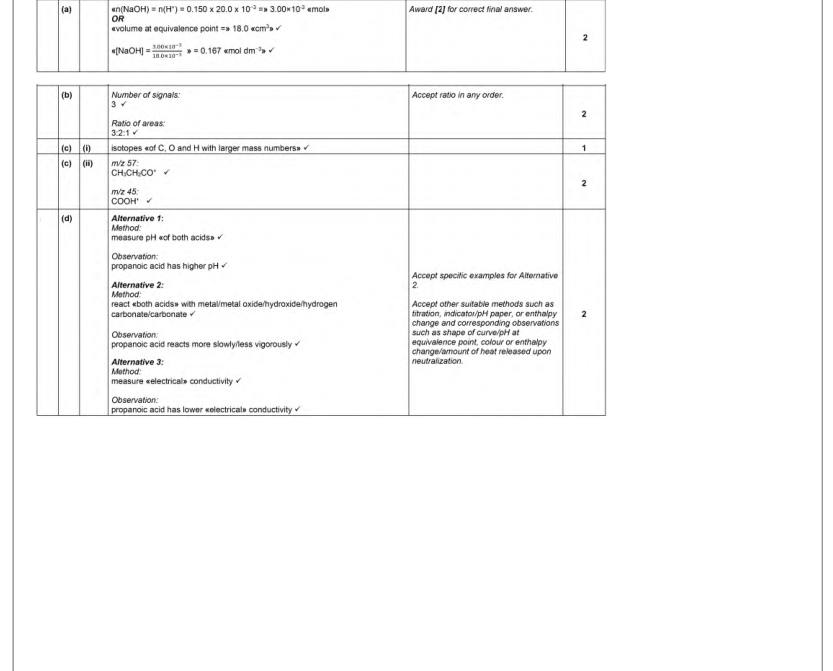 (a) «n(NaOH) = n(H⁺) = 0.150 x 20.0 x 10⁻³ =» 3.00×10⁻³ «mol» Award [2] for correct final answer.
OR
«volume at equivalence point =» 18.0 «cm³» ✓
2
«[NaOH] = 3.00×10⁻³/18.0×10⁻³ » = 0.167 «mol dm⁻³» ✓
(b) Number of signals: Accept ratio in any order.
3 ✓
2
Ratio of areas:
3:2:1 ✓
(c) (i) isotopes «of C, O and H with larger mass numbers» ✓ 1
(c) (ii) m/z 57:
CH₃CH₂CO⁺ ✓
2
m/z 45:
COOH⁺ ✓
(d) Alternative 1:
Method:
measure pH «of both acids» ✓
Observation:
propanoic acid has higher pH ✓
Alternative 2:
Method:
react «both acids» with metal/metal oxide/hydroxide/hydrogen
carbonate/carbonate ✓
Observation:
propanoic acid reacts more slowly/less vigorously ✓
Alternative 3:
Method:
measure «electrical» conductivity ✓
Observation:
propanoic acid has lower «electrical» conductivity ✓
Accept specific examples for Alternative
2.
Accept other suitable methods such as
titration, indicator/pH paper, or enthalpy
change and corresponding observations
such as shape of curve/pH at
equivalence point, colour or enthalpy
change/amount of heat released upon
neutralization.
2